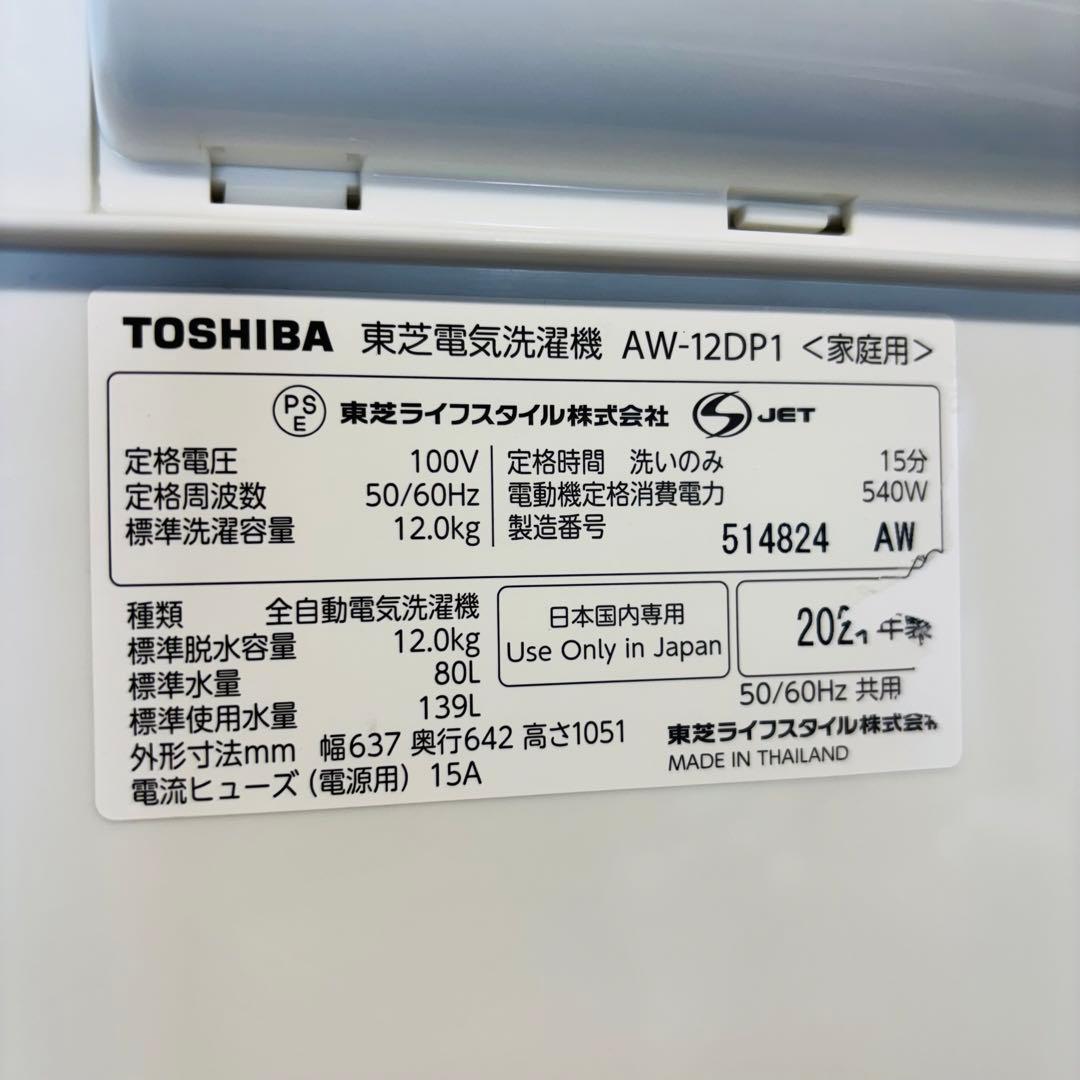 TOSHIBA 東芝電気洗濯機 AW-12DP1 <家庭用>
PSE 東芝ライフスタイル株式会社 S JET
定格電圧 100V
定格周波数 50/60Hz
標準洗濯容量 12.0kg
定格時間 洗いのみ 15分
電動機定格消費電力 540W
製造番号 514824 AW
種類 全自動電気洗濯機
標準脱水容量 12.0kg
標準水量 80L
標準使用水量 139L
外形寸法mm 幅637 奥行642 高さ1051
電流ヒューズ (電源用) 15A
日本国内専用
Use Only in Japan
50/60Hz 共用
東芝ライフスタイル株式会
MADE IN THAILAND